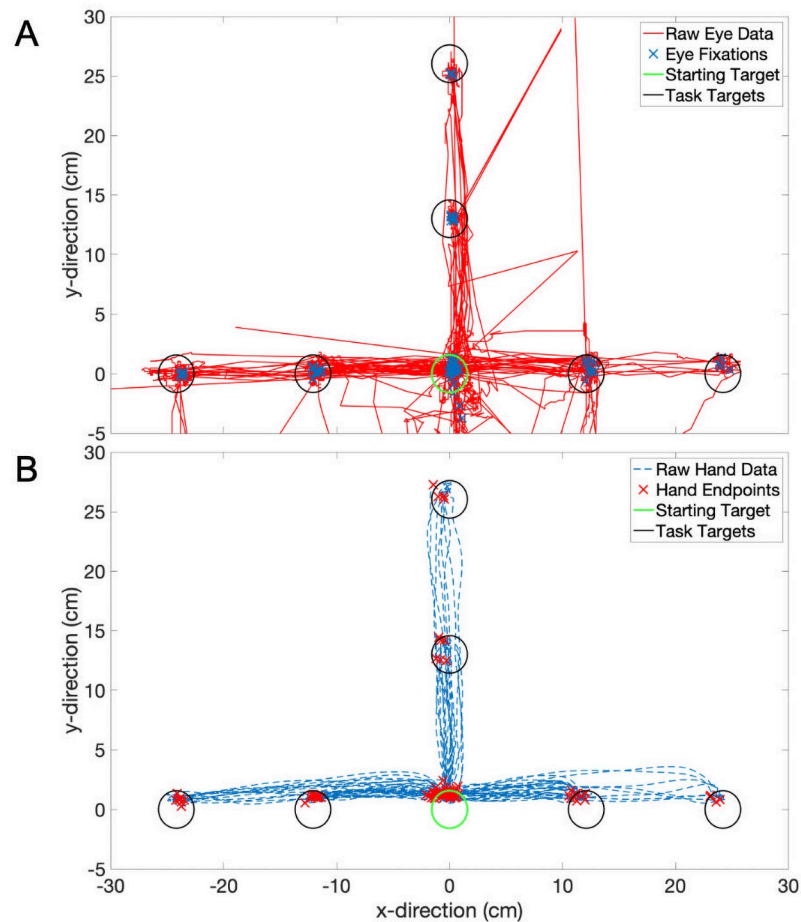 A
30
25
20
15
10
5
0
-5
y-direction (cm)
Raw Eye Data
Eye Fixations
Starting Target
Task Targets
B
30
25
20
15
10
5
0
-5
y-direction (cm)
Raw Hand Data
Hand Endpoints
Starting Target
Task Targets
-30 -20 -10 0 10 20 30
x-direction (cm)